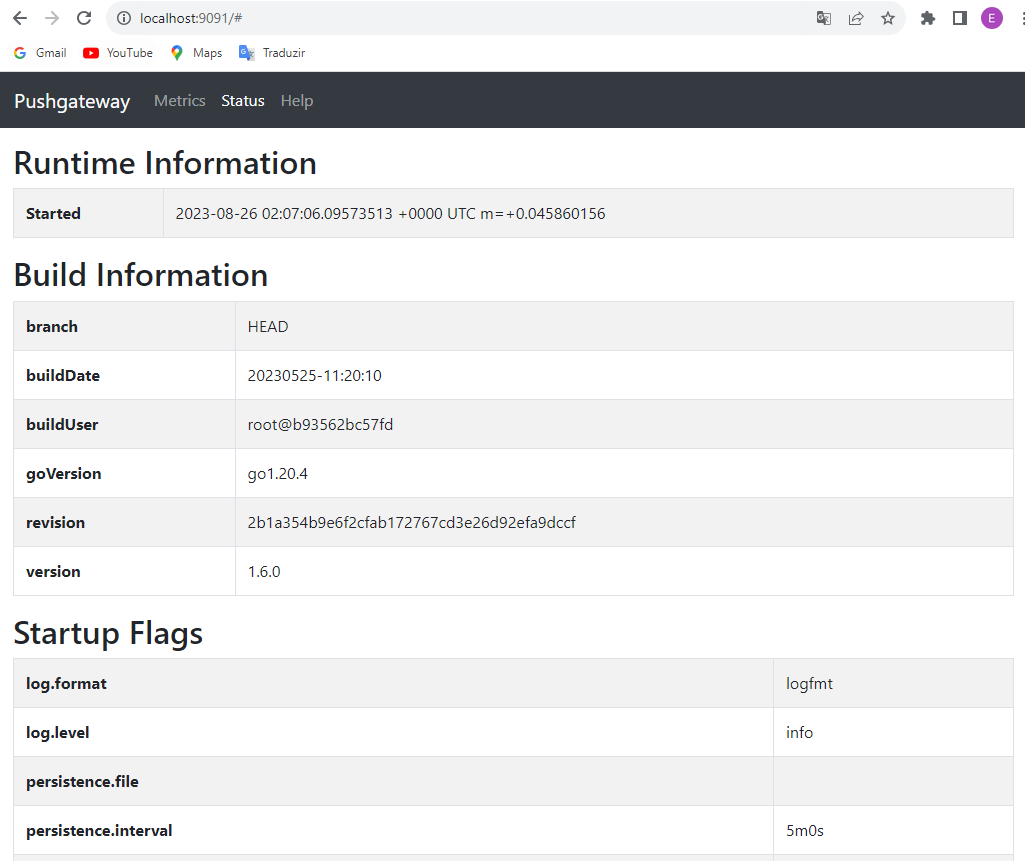 localhost:9091/#
E
Gmail YouTube Maps Traduzir
Pushgateway Metrics Status Help
Runtime Information
Started 2023-08-26 02:07:06.09573513 +0000 UTC m=+0.045860156
Build Information
branch HEAD
buildDate 20230525-11:20:10
buildUser root@b93562bc57fd
goVersion go1.20.4
revision 2b1a354b9e6f2cfab172767cd3e26d92efa9dccf
version 1.6.0
Startup Flags
log.format logfmt
log.level info
persistence.file
persistence.interval 5m0s